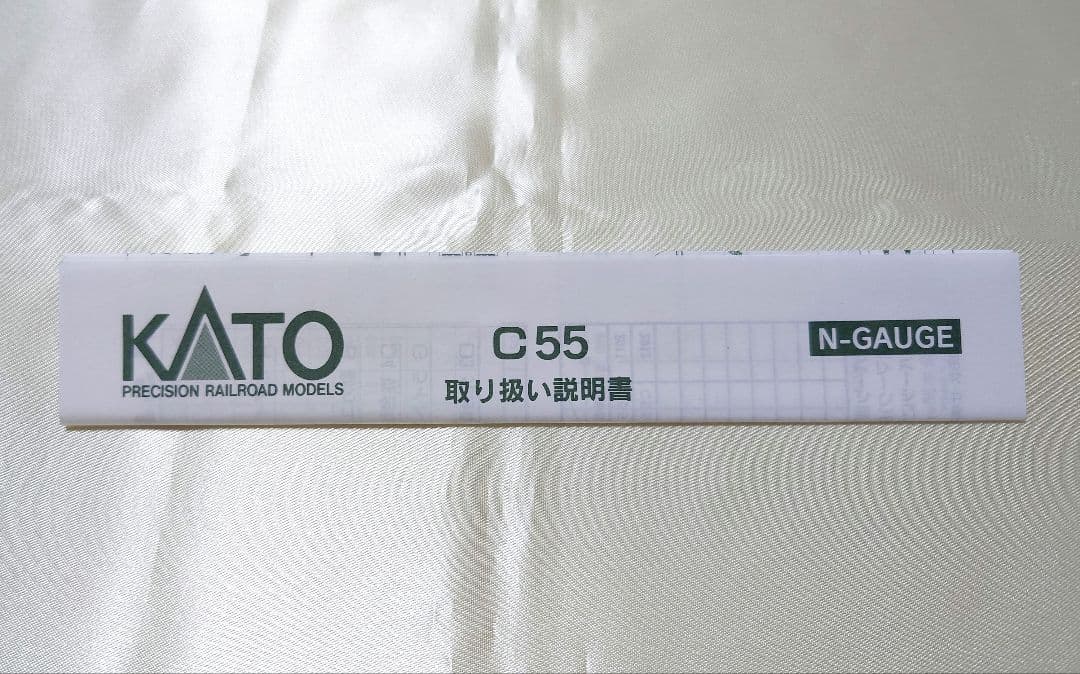 KATO
PRECISION RAILROAD MODELS
C55
取り扱い説明書
N-GAUGE